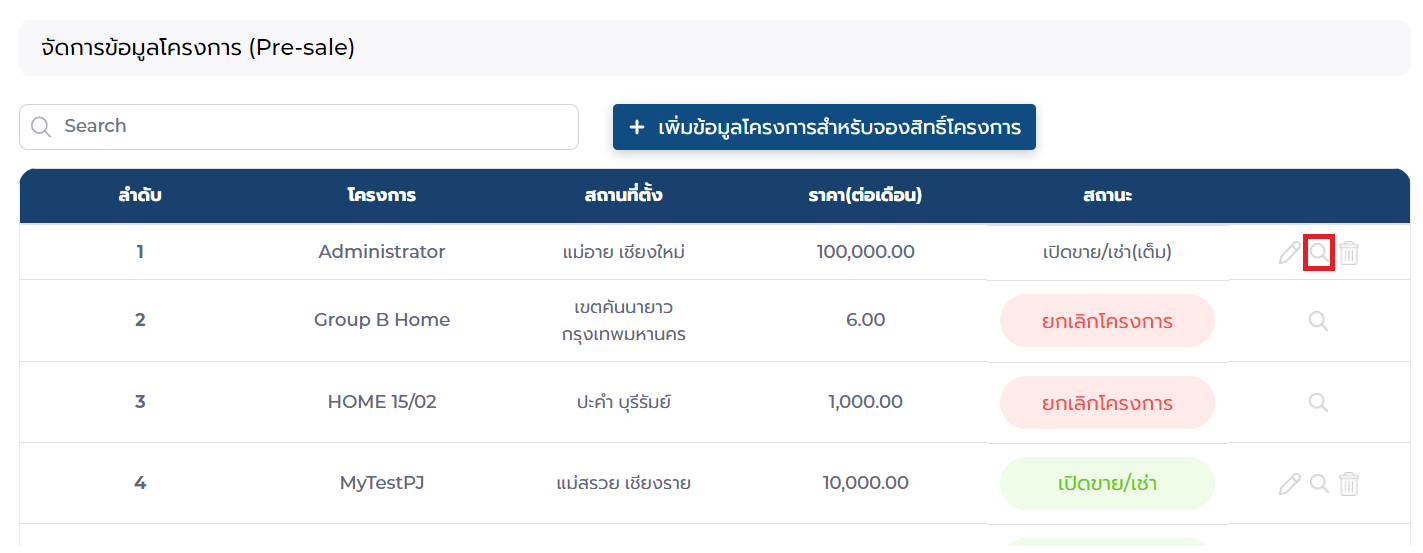 จัดการข้อมูลโครงการ (Pre-sale)
Search
+ เพิ่มข้อมูลโครงการสำหรับจองสิทธิ์โครงการ
ลำดับ โครงการ สถานที่ตั้ง ราคา(ต่อเดือน) สถานะ
1 Administrator แม่อาย เชียงใหม่ 100,000.00 เปิดขาย/เช่า(เต็ม)
2 Group B Home เขตคันนายาว กรุงเทพมหานคร 6.00 ยกเลิกโครงการ
3 HOME 15/02 ปะคำ บุรีรัมย์ 1,000.00 ยกเลิกโครงการ
4 MyTestPJ แม่สรวย เชียงราย 10,000.00 เปิดขาย/เช่า